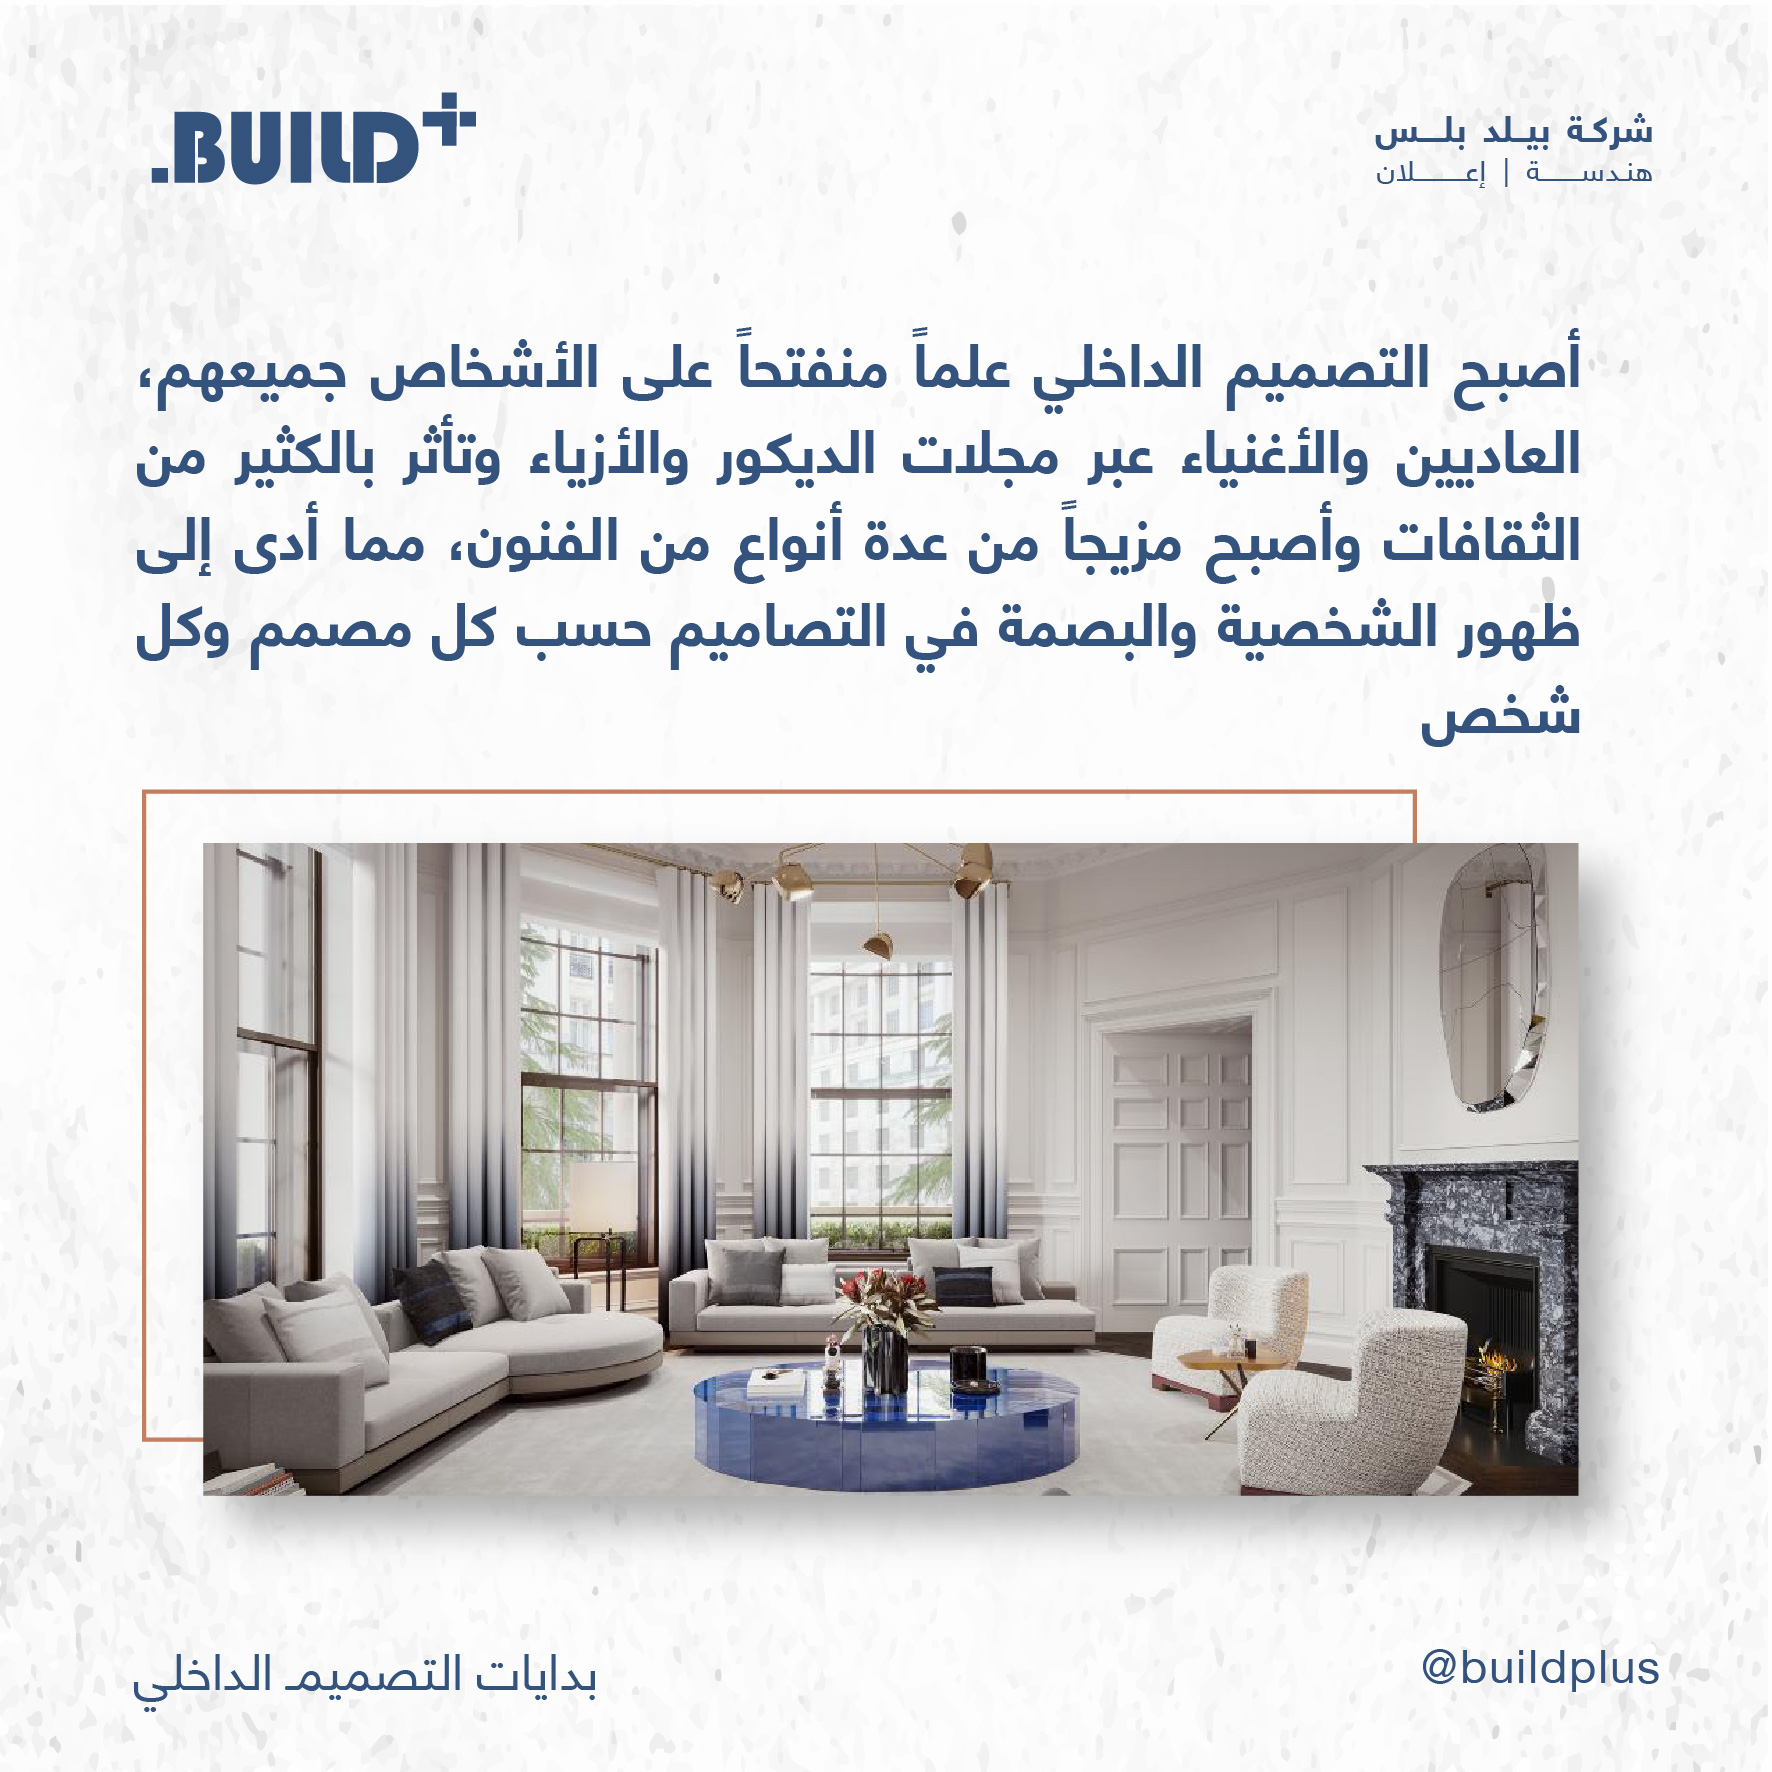 .BUILD+
شركة بيلد بلس
هندسة | إعلان
أصبح التصميم الداخلي علماً منفتحاً على الأشخاص جميعهم،
العاديين والأغنياء عبر مجلات الديكور والأزياء وتأثر بالكثير من
الثقافات وأصبح مزيجاً من عدة أنواع من الفنون، مما أدى إلى
ظهور الشخصية والبصمة في التصاميم حسب كل مصمم وكل
شخص
بدايات التصميم الداخلي
@buildplus